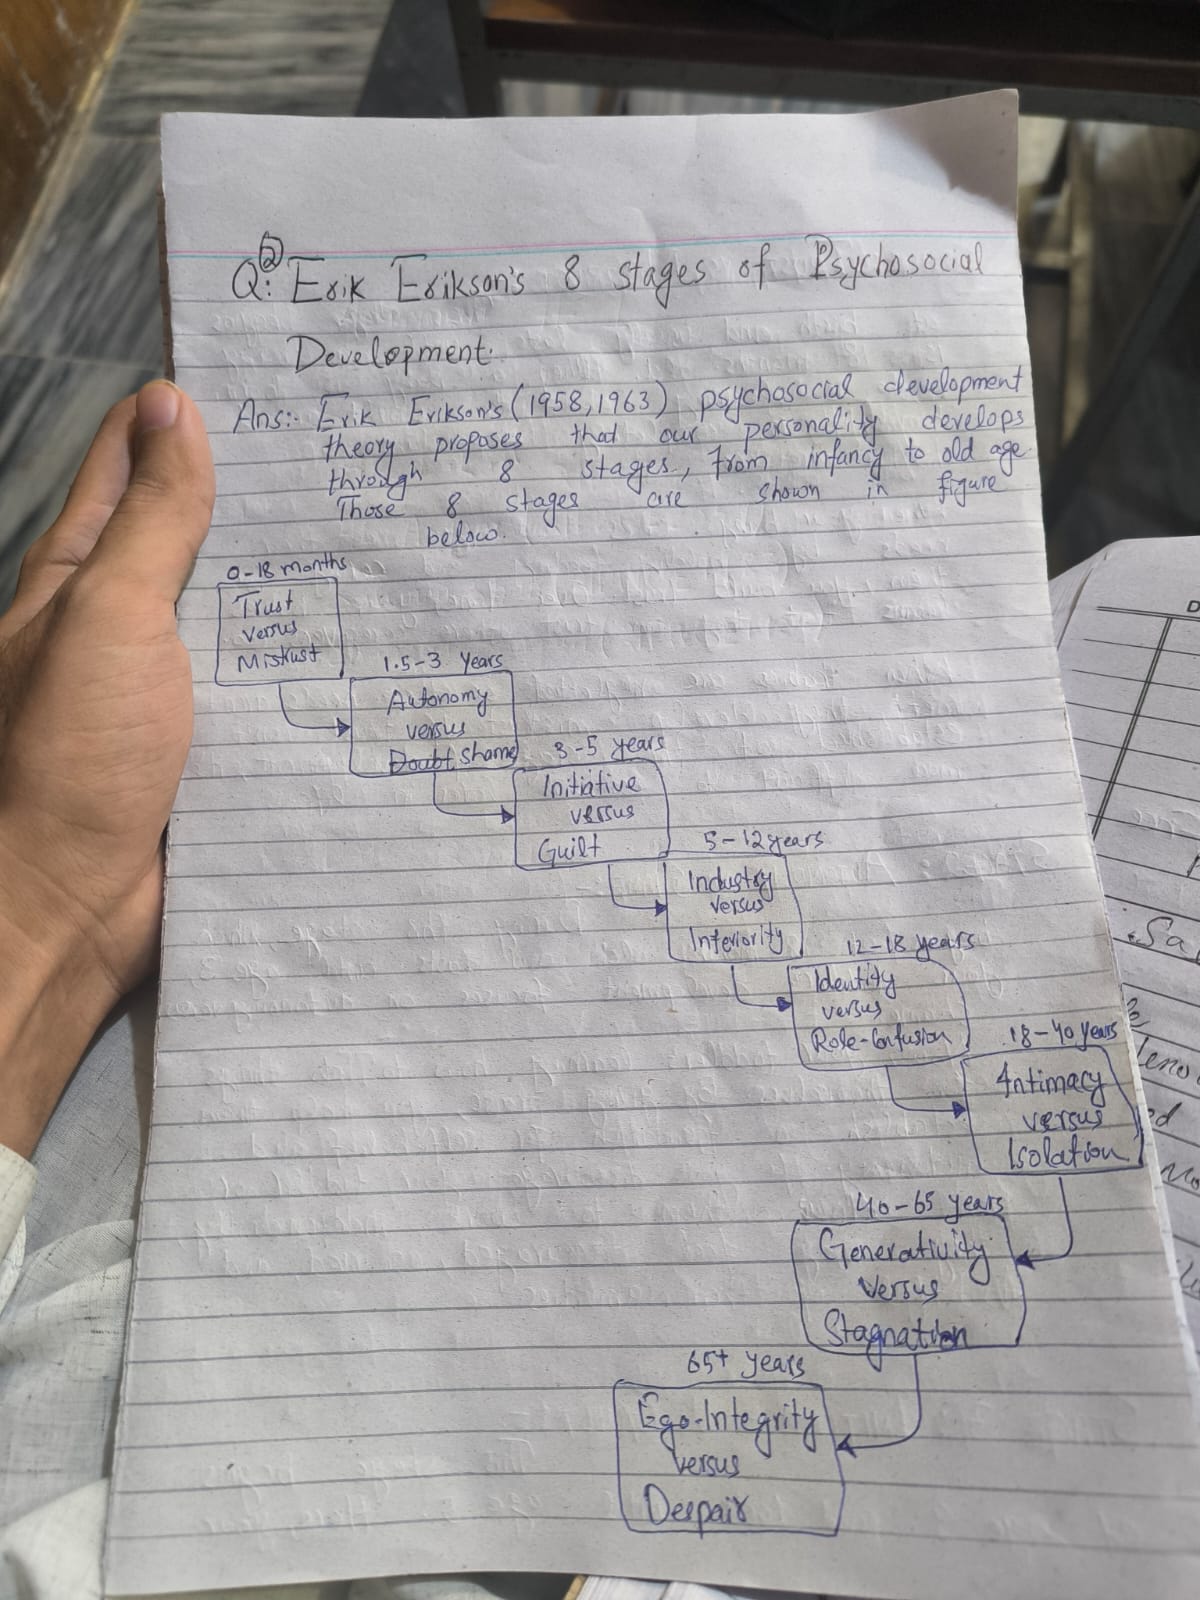 Q② : Erik Erikson's 8 stages of Psychosocial
Development:
Ans:- Erik Erikson's (1958,1963) psychosocial development
theory proposes that our personality develops
through 8 stages, from infancy to old age.
Those 8 stages are shown in figure
below.
0-18 months
Trust
versus
Mistrust
1.5-3 Years
Autonomy
versus
Doubt, Shame
3-5 years
Initiative
versus
Guilt
5-12 years
Industry
versus
Inferiority
12-18 years
Identity
versus
Role-Confusion
18-40 years
Intimacy
versus
Isolation
40-65 years
Generativity
versus
Stagnation
65+ years
Ego-Integrity
versus
Despair